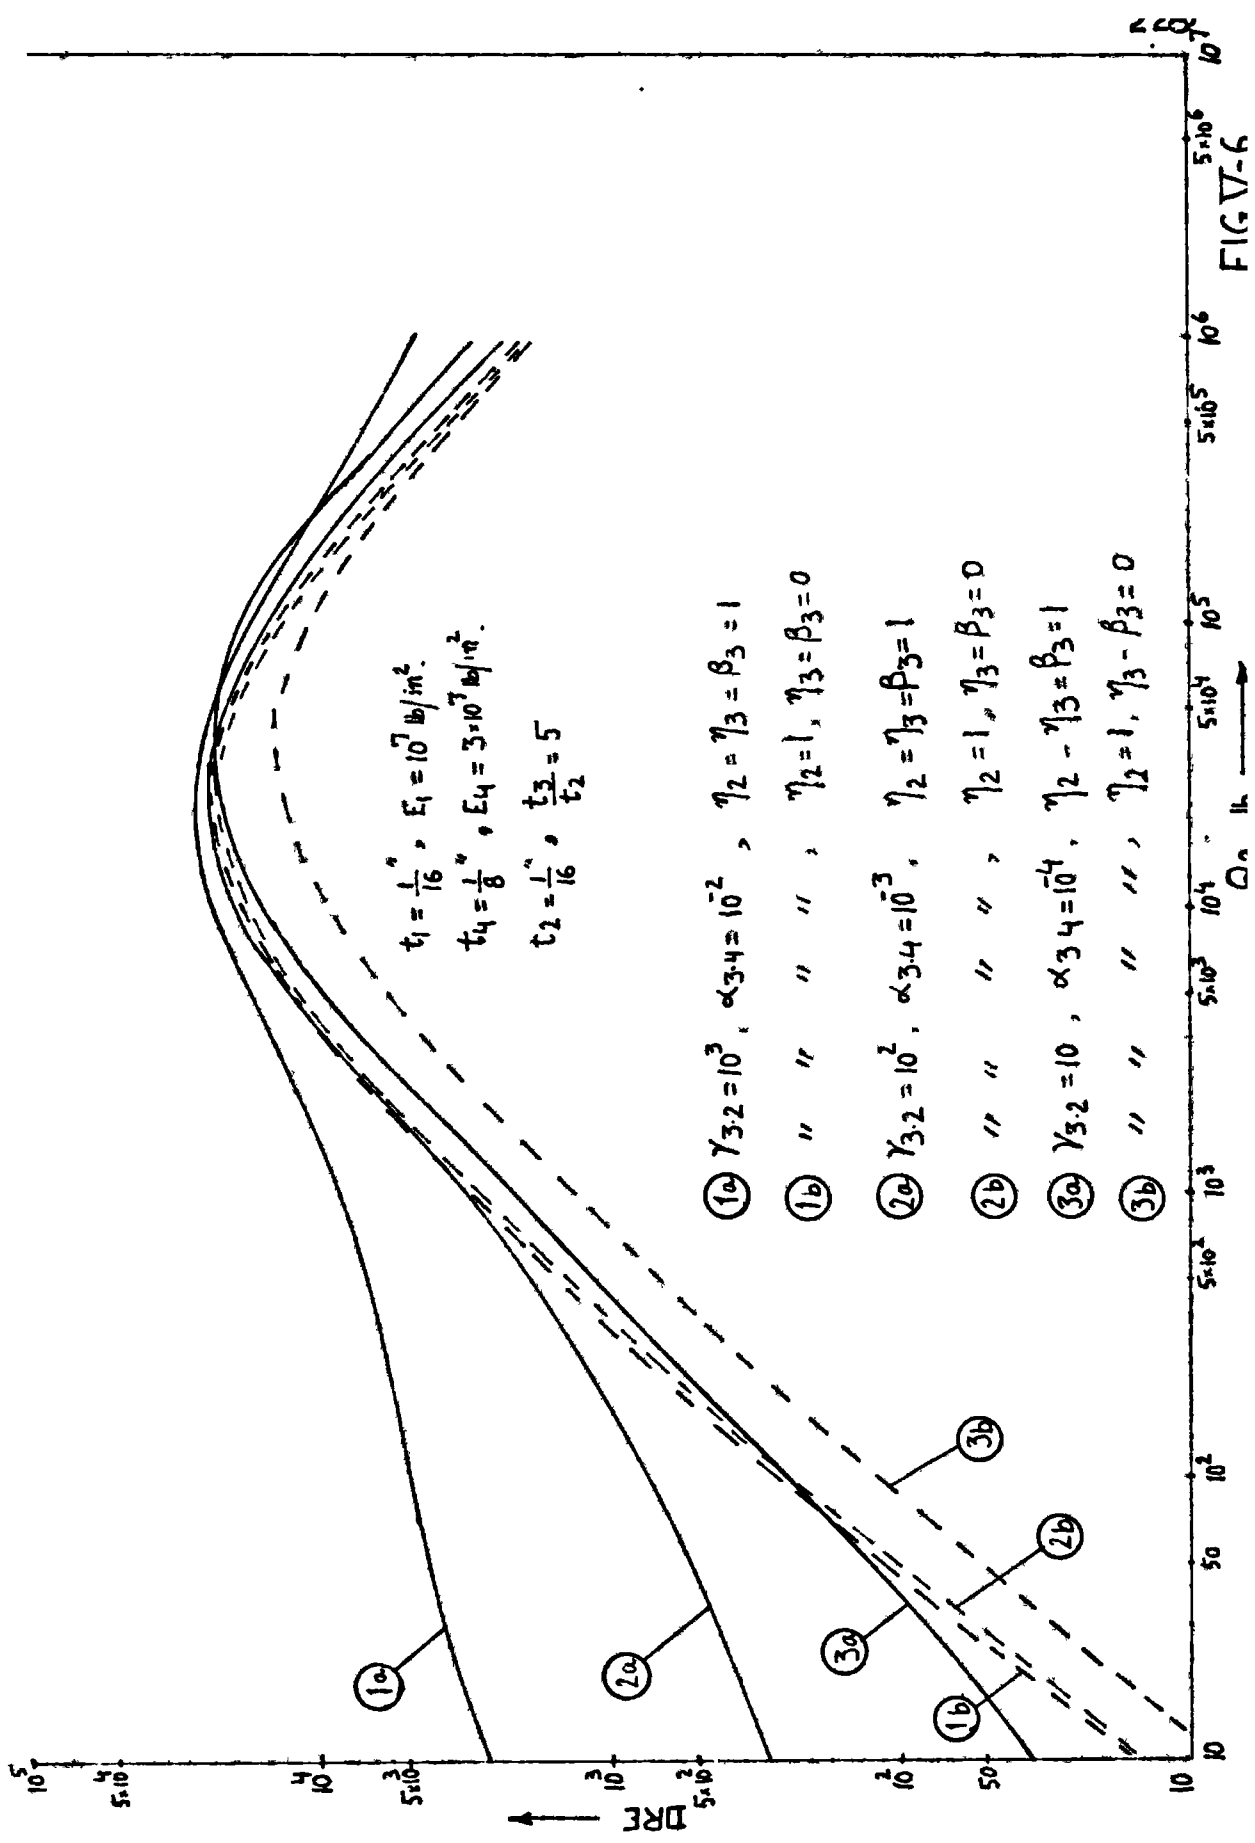 10⁵
5×10⁴
10⁴
5×10³
10³
5×10²
10²
50
10
DRE
t₁ = 1/16", E₁ = 10⁷ lb/in².
t₄ = 1/8", E₄ = 3×10⁷ lb/in²
t₂ = 1/16", t₃/t₂ = 5
1a
2a
3a
1b
2b
3b
1a γ3.2 = 10³, α3.4 = 10⁻², η2 = η3 = β3 = 1
1b " " " " , η2 = 1, η3 = β3 = 0
2a γ3.2 = 10², α3.4 = 10⁻³, η2 = η3 = β3 = 1
2b " " " " , η2 = 1, η3 = β3 = 0
3a γ3.2 = 10, α3 4 = 10⁻⁴, η2 - η3 = β3 = 1
3b " " " " , η2 = 1, η3 - β3 = 0
10 50 10² 5×10² 10³ 5×10³ 10⁴ 5×10⁴ 10⁵ 5×10⁵ 10⁶ 5×10⁶ 10⁷
lb
FIG V-6